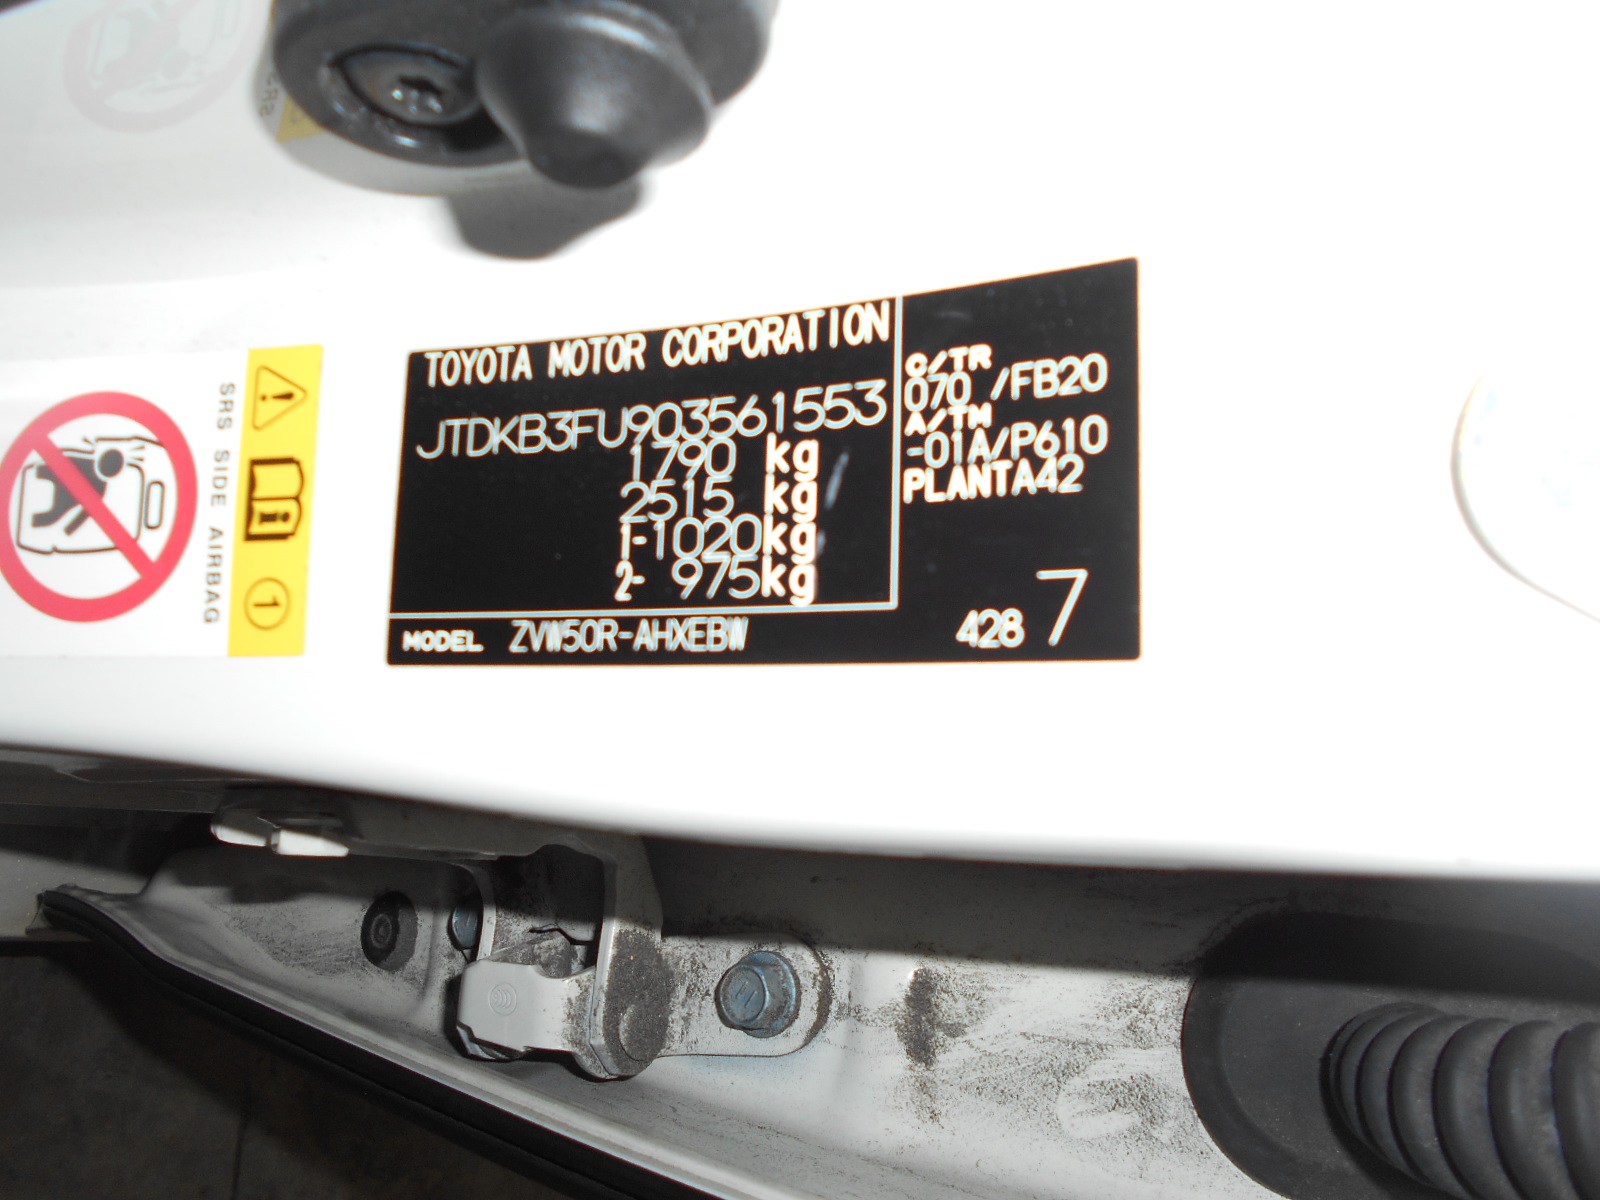 TOYOTA MOTOR CORPORATION
JTDKB3FU903561553
1790 kg
2515 kg
1-1020kg
2- 975kg
C/TR
070 /FB20
A/TM
-01A/P610
PLANTA42
MODEL ZVW50R-AHXEBW
428 7
SRS SIDE AIRBAG
1